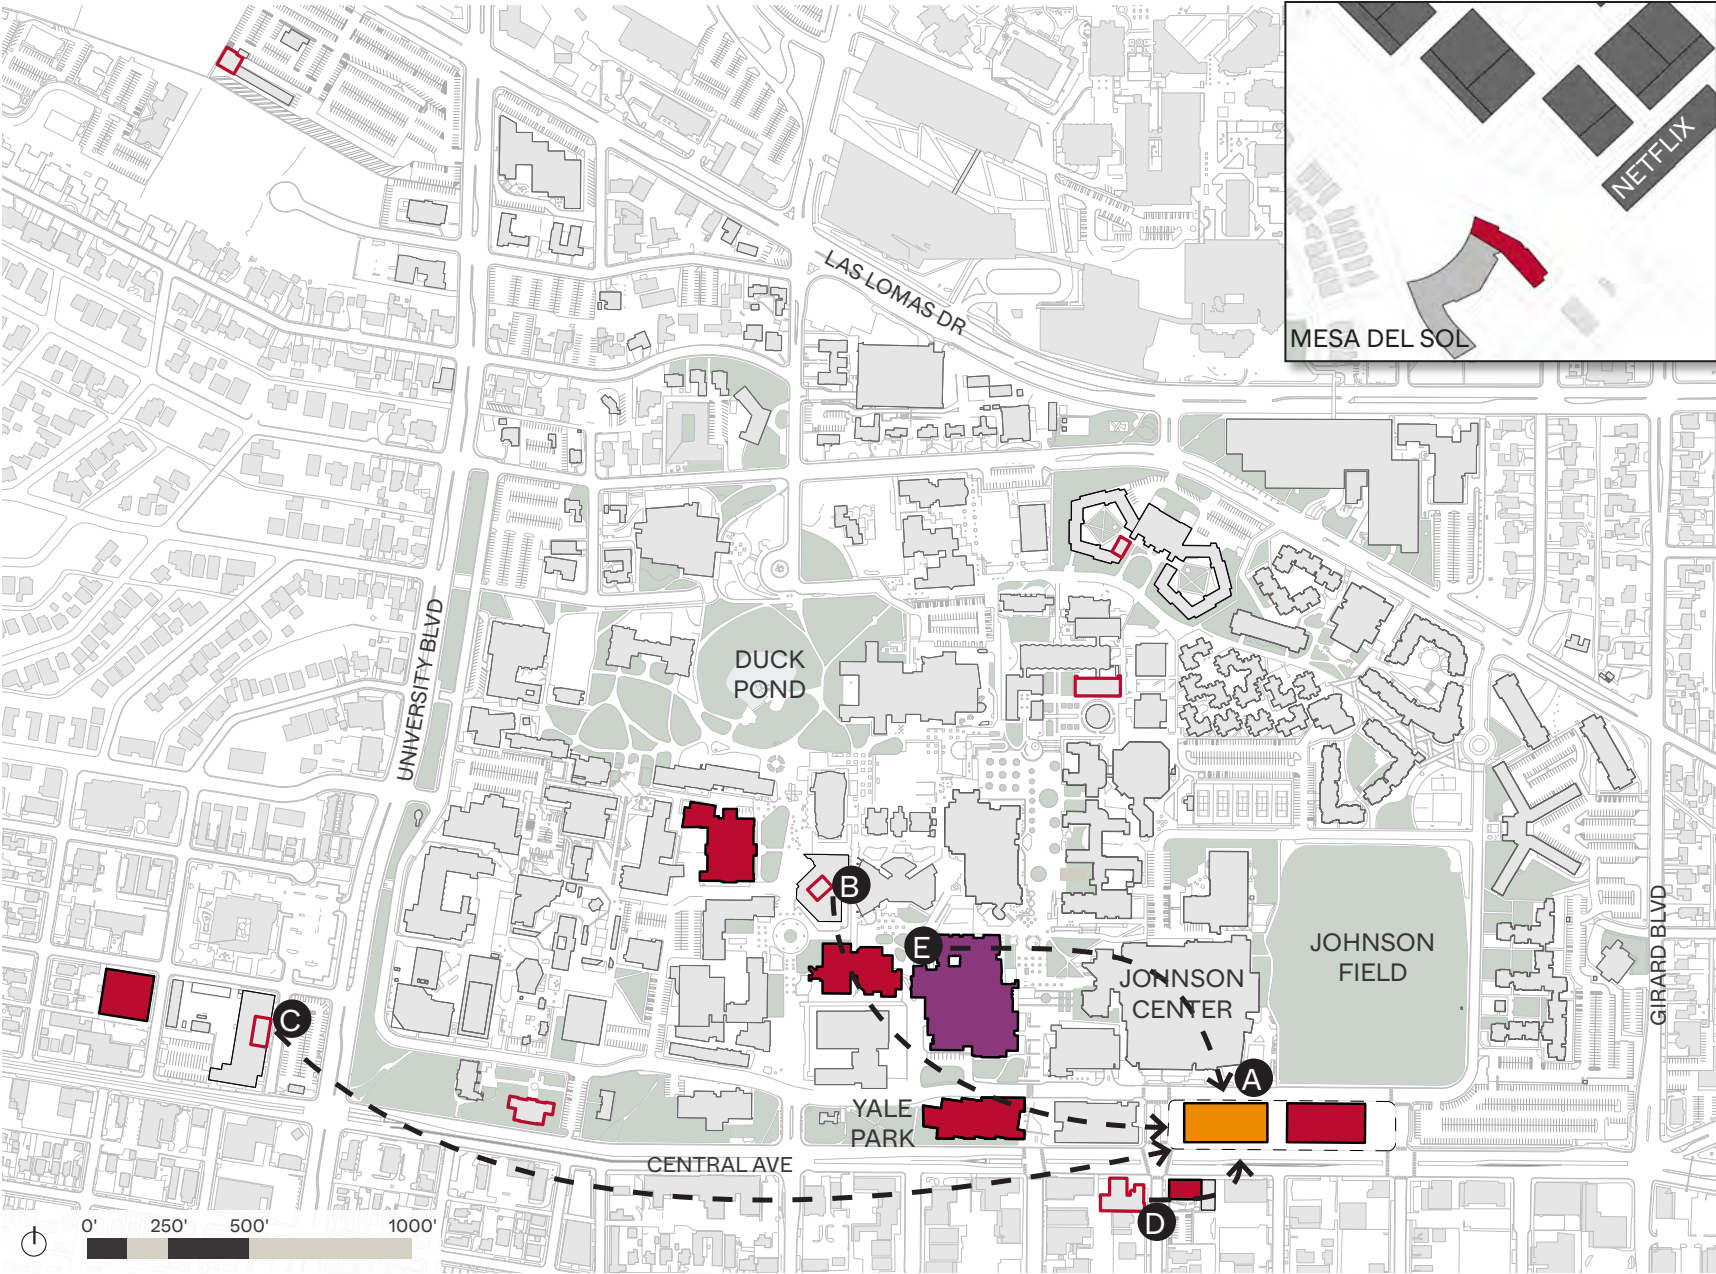 NETFLIX
MESA DEL SOL
LAS LOMAS DR
UNIVERSITY BLVD
DUCK
POND
B
E
JOHNSON
FIELD
JOHNSON
CENTER
GIRARD BLVD
C
A
YALE
PARK
CENTRAL AVE
D
0' 250' 500' 1000'